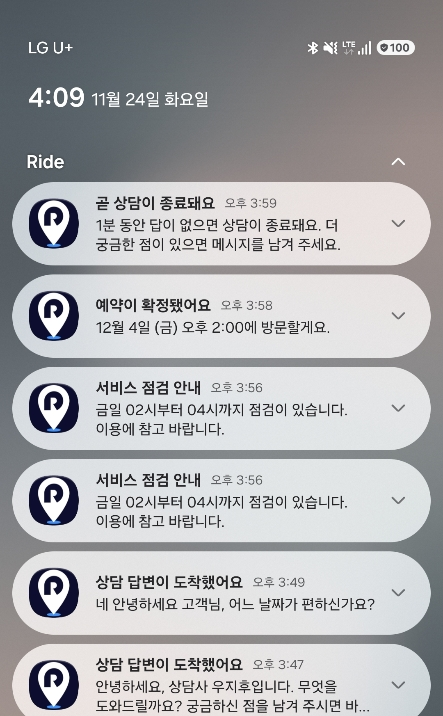 LG U+ LTE 100
4:09 11월 24일 화요일
Ride
곧 상담이 종료돼요 오후 3:59
1분 동안 답이 없으면 상담이 종료돼요. 더
궁금한 점이 있으면 메시지를 남겨 주세요.
예약이 확정됐어요 오후 3:58
12월 4일 (금) 오후 2:00에 방문할게요.
서비스 점검 안내 오후 3:56
금일 02시부터 04시까지 점검이 있습니다.
이용에 참고 바랍니다.
서비스 점검 안내 오후 3:56
금일 02시부터 04시까지 점검이 있습니다.
이용에 참고 바랍니다.
상담 답변이 도착했어요 오후 3:49
네 안녕하세요 고객님, 어느 날짜가 편하신가요?
상담 답변이 도착했어요 오후 3:47
안녕하세요, 상담사 우지후입니다. 무엇을
도와드릴까요? 궁금하신 점을 남겨 주시면 바...